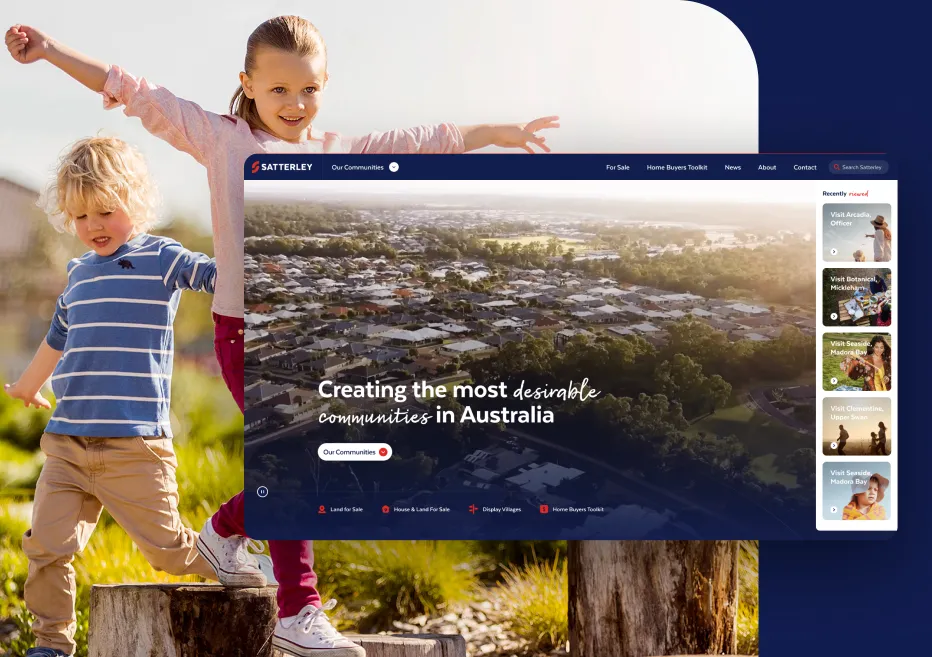 SATTERLEY
Our Communities
For Sale
Home Buyers Toolkit
News
About
Contact
Search Satterley
Creating the most desirable
communities in Australia
Our Communities
Land for Sale
House & Land For Sale
Display Villages
Home Buyers Toolkit
Recently viewed
Visit Arcadia,
Officer
Visit Botanical,
Mickleham
Visit Seaside,
Madora Bay
Visit Clementine,
Upper Swan
Visit Seaside,
Madora Bay